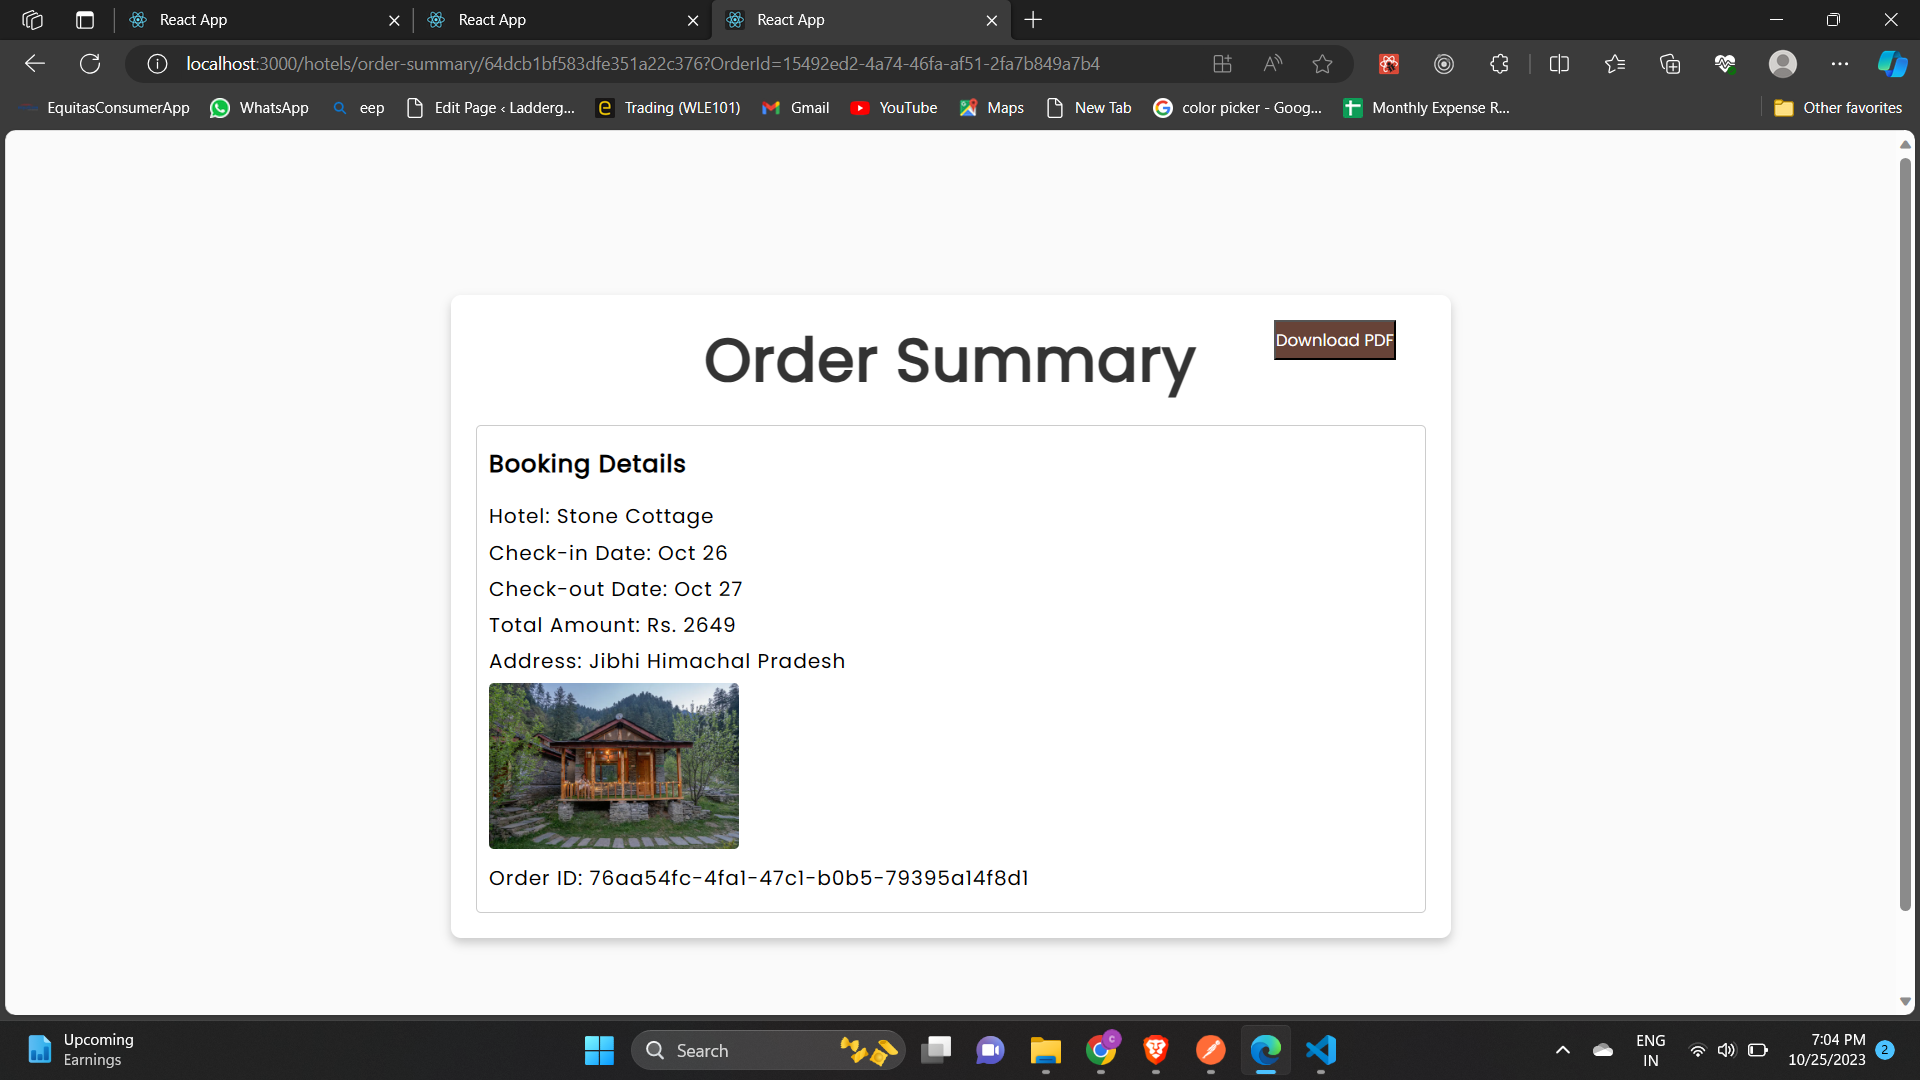 React App
React App
React App
localhost:3000/hotels/order-summary/64dcb1bf583dfe351a22c376?OrderId=15492ed2-4a74-46fa-af51-2fa7b849a7b4
EquitasConsumerApp
WhatsApp
eep
Edit Page ‹ Ladderg...
Trading (WLE101)
Gmail
YouTube
Maps
New Tab
color picker - Goog...
Monthly Expense R...
Other favorites
Order Summary
Download PDF
Booking Details
Hotel: Stone Cottage
Check-in Date: Oct 26
Check-out Date: Oct 27
Total Amount: Rs. 2649
Address: Jibhi Himachal Pradesh
Order ID: 76aa54fc-4fa1-47c1-b0b5-79395a14f8d1
Upcoming
Earnings
Search
ENG
IN
7:04 PM
10/25/2023
2